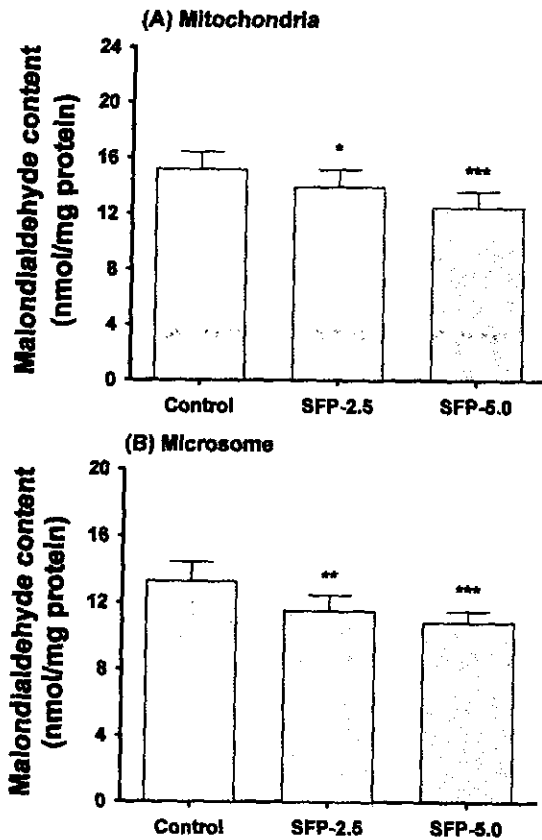 (A) Mitochondria
Malondialdehyde content
(nmol/mg protein)
24
20
16
12
8
4
0
*
***
Control SFP-2.5 SFP-5.0
(B) Microsome
Malondialdehyde content
(nmol/mg protein)
20
16
12
8
4
0
**
***
Control SFP-2.5 SFP-5.0